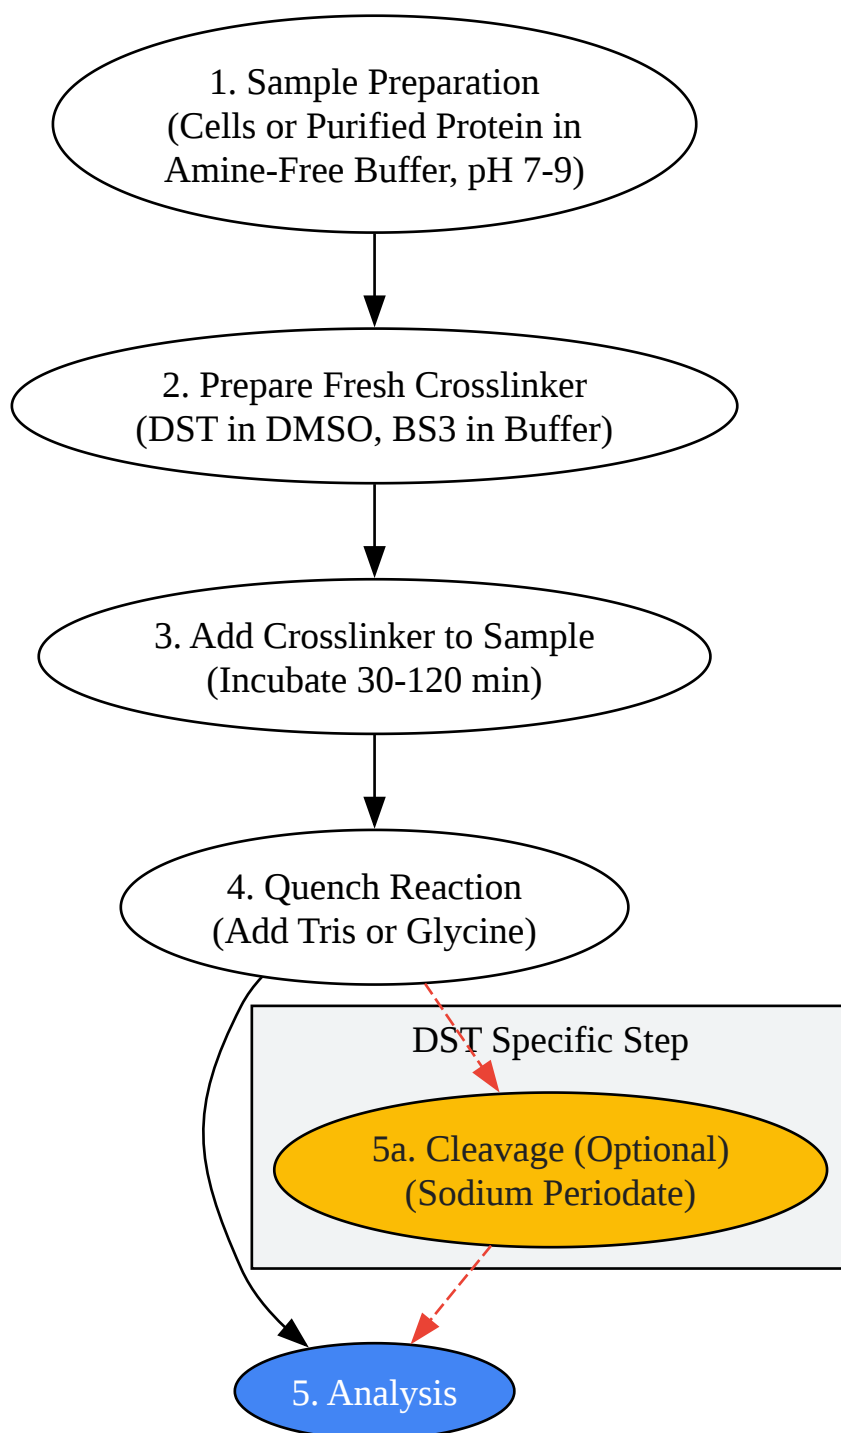 1. Sample Preparation
(Cells or Purified Protein in
Amine-Free Buffer, pH 7-9)
2. Prepare Fresh Crosslinker
(DST in DMSO, BS3 in Buffer)
3. Add Crosslinker to Sample
(Incubate 30-120 min)
4. Quench Reaction
(Add Tris or Glycine)
DST Specific Step
5a. Cleavage (Optional)
(Sodium Periodate)
5. Analysis